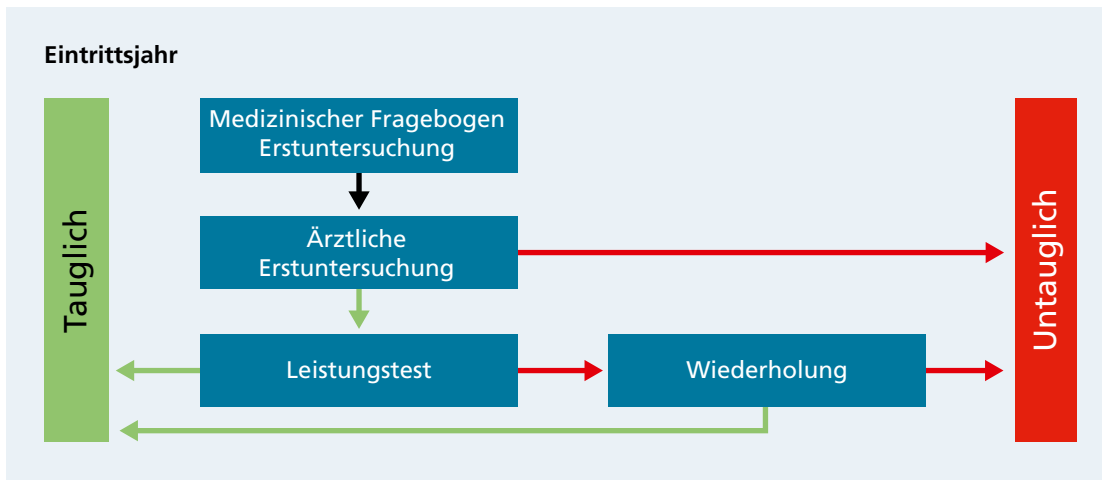 Eintrittsjahr
Tauglich
Medizinischer Fragebogen
Erstuntersuchung
Ärztliche
Erstuntersuchung
Leistungstest
Wiederholung
Untauglich